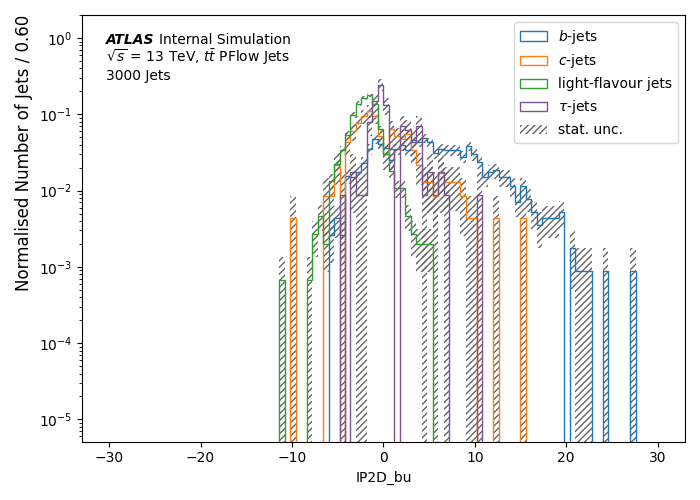 ATLAS Internal Simulation
√s = 13 TeV, tt̄ PFlow Jets
3000 Jets
b-jets
c-jets
light-flavour jets
τ-jets
stat. unc.
Normalised Number of Jets / 0.60
10⁰
10⁻¹
10⁻²
10⁻³
10⁻⁴
10⁻⁵
−30 −20 −10 0 10 20 30
IP2D_bu